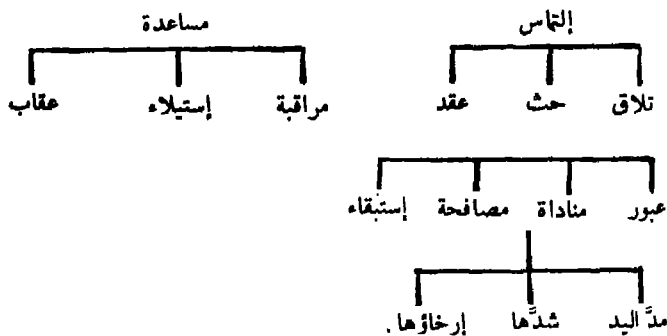 إلتماس مساعدة
تلاق حث عقد مراقبة إستيلاء عقاب
عبور مناداة مصافحة إستبقاء
مدَّ اليد شدَّها إرخاؤها.